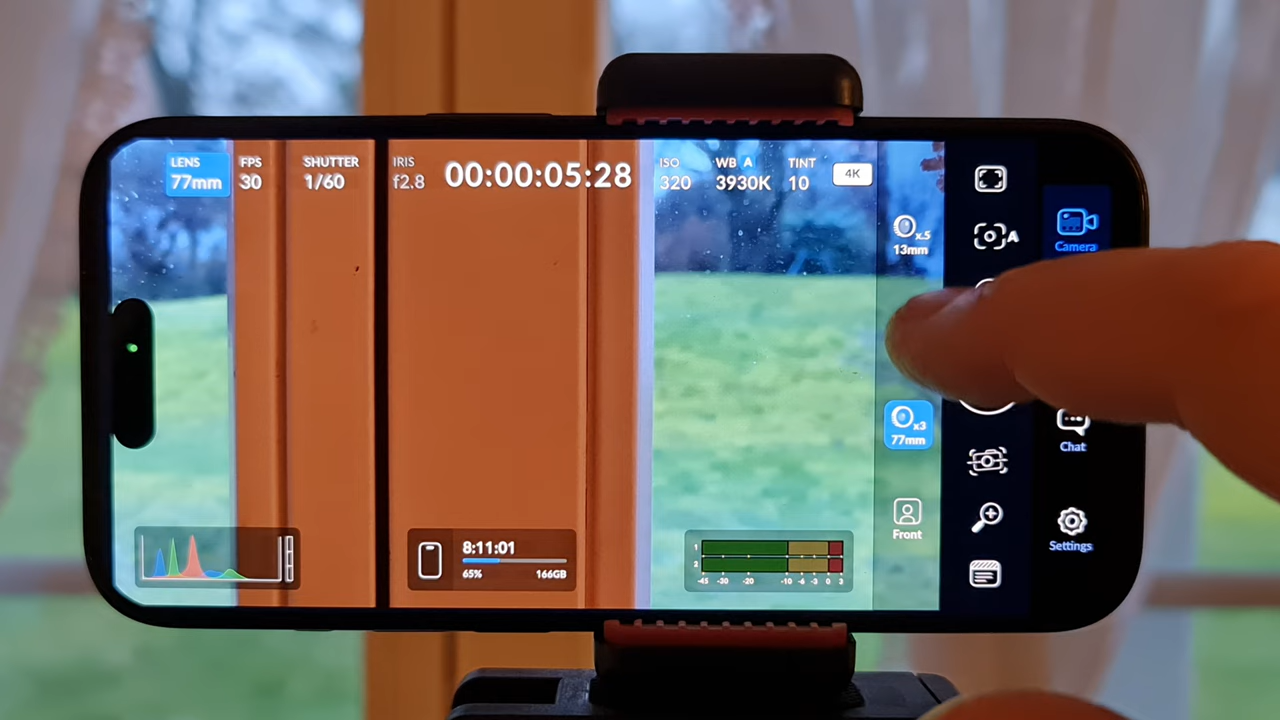 LENS
77mm
FPS
30
SHUTTER
1/60
IRIS
f2.8
00:00:05:28
ISO
320
WB A
3930K
TINT
10
4K
x.5
13mm
A
Camera
x3
77mm
Chat
Front
Settings
8:11:01
65% 166GB
1
2
-45 -30 -20 -10 -6 -3 0 3